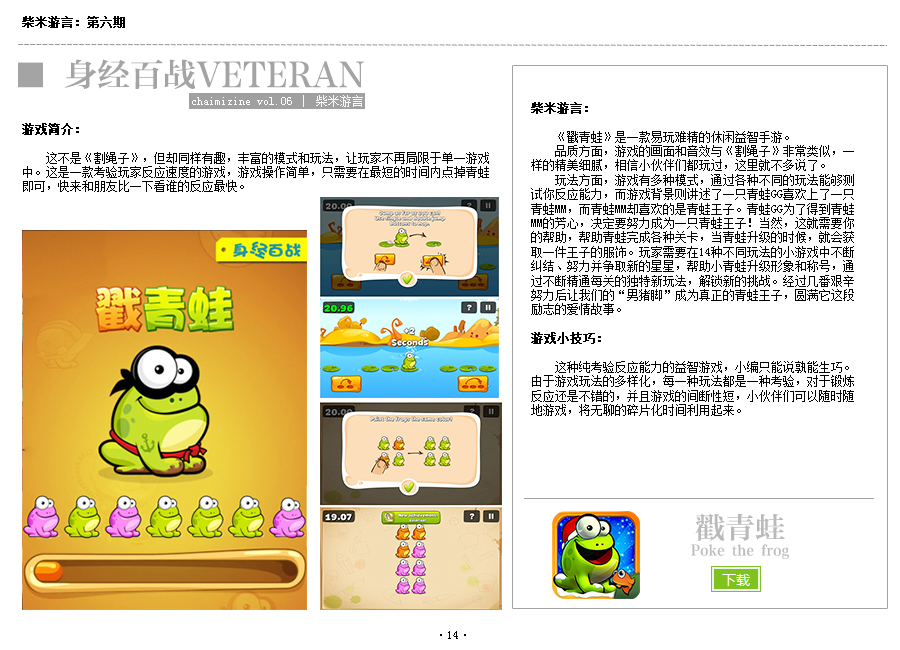 柴米游言：第六期
身经百战VETERAN
chaimizine vol.06 | 柴米游言
游戏简介：
这不是《割绳子》，但却同样有趣，丰富的模式和玩法，让玩家不再局限于单一游戏
中。这是一款考验玩家反应速度的游戏，游戏操作简单，只需要在最短的时间内点掉青蛙
即可，快来和朋友比一下看谁的反应最快。
身经百战
戳青蛙
20.00
?
20.96
?
+2
Seconds
20.00
?
Paint the frogs the same color!
19.07
?
柴米游言：
《戳青蛙》是一款易玩难精的休闲益智手游。
品质方面，游戏的画面和音效与《割绳子》非常类似，一
样的精美细腻，相信小伙伴们都玩过，这里就不多说了。
玩法方面，游戏有多种模式，通过各种不同的玩法能够测
试你反应能力，而游戏背景则讲述了一只青蛙GG喜欢上了一只
青蛙MM，而青蛙MM却喜欢的是青蛙王子。青蛙GG为了得到青蛙
MM的芳心，决定要努力成为一只青蛙王子！当然，这就需要你
的帮助，帮助青蛙完成各种关卡，当青蛙升级的时候，就会获
取一件王子的服饰。玩家需要在14种不同玩法的小游戏中不断
纠结、努力并争取新的星星，帮助小青蛙升级形象和称号，通
过不断精通每关的独特新玩法，解锁新的挑战。经过几番艰辛
努力后让我们的“男猪脚”成为真正的青蛙王子，圆满它这段
励志的爱情故事。
游戏小技巧：
这种纯考验反应能力的益智游戏，小编只能说孰能生巧。
由于游戏玩法的多样化，每一种玩法都是一种考验，对于锻炼
反应还是不错的，并且游戏的间断性短，小伙伴们可以随时随
地游戏，将无聊的碎片化时间利用起来。
戳青蛙
Poke the frog
下载
·14·